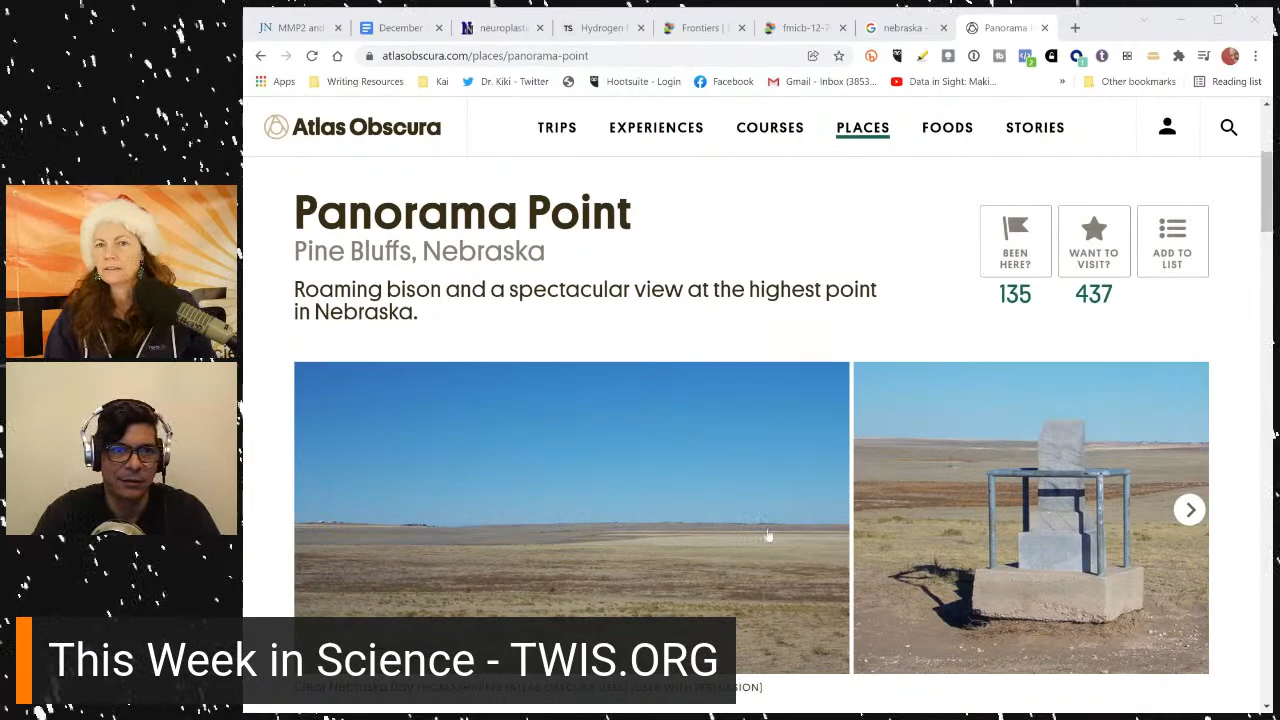 MMP2 and
December
neuroplast
Hydrogen F
Frontiers |
fmicb-12-7
nebraska -
Panorama P
atlasobscura.com/places/panorama-point
Apps Writing Resources Kai Dr. Kiki - Twitter Hootsuite - Login Facebook Gmail - Inbox (3853... Data in Sight: Maki... » Other bookmarks Reading list
Atlas Obscura TRIPS EXPERIENCES COURSES PLACES FOODS STORIES
Panorama Point
Pine Bluffs, Nebraska
Roaming bison and a spectacular view at the highest point
in Nebraska.
BEEN
HERE?
135
WANT TO
VISIT?
437
ADD TO
LIST
This Week in Science - TWIS.ORG